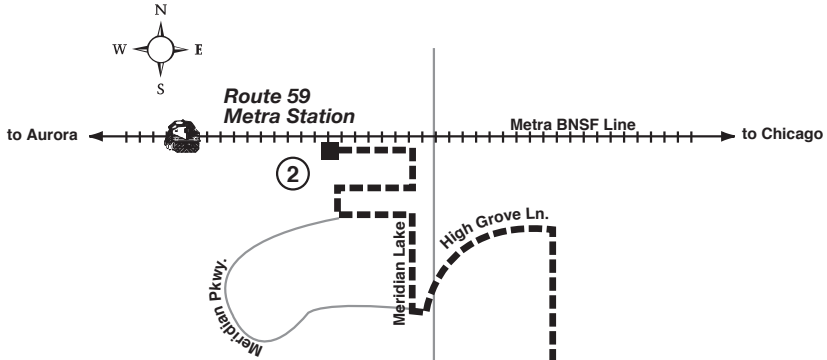 N
W
E
S
Route 59
Metra Station
to Aurora
Metra BNSF Line
to Chicago
2
Meridian Lake
High Grove Ln.
Meridian Pkwy.